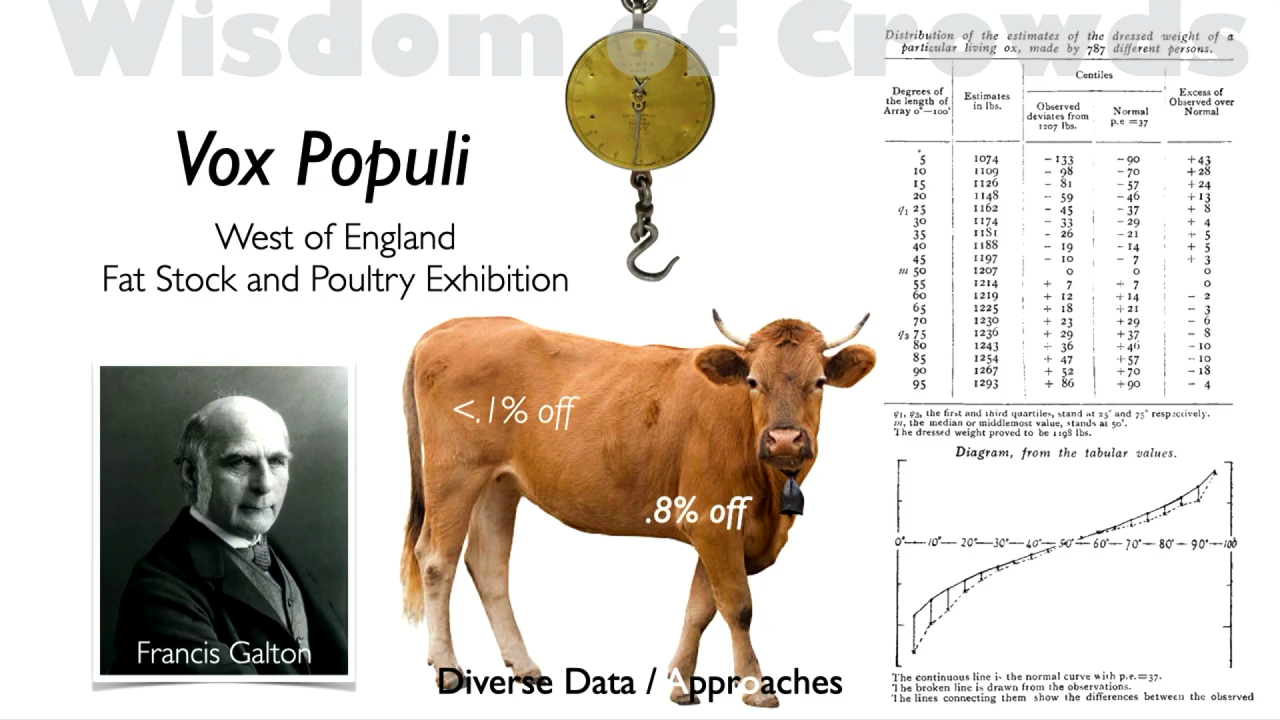 Wisdom of Crowds
Vox Populi
West of England
Fat Stock and Poultry Exhibition
<.1% off
.8% off
Francis Galton
Diverse Data / Approaches
Distribution of the estimates of the dressed weight of a
particular living ox, made by 787 different persons.
Degrees of the length of Array 0°—100° Estimates in lbs. Centiles Excess of Observed over Normal
Observed deviates from 1207 lbs. Normal p.e = 37
5 1074 - 133 - 90 + 43
10 1109 - 98 - 70 + 28
15 1126 - 81 - 57 + 24
20 1148 - 59 - 46 + 13
q1 25 1162 - 45 - 37 + 8
30 1174 - 33 - 29 + 4
35 1181 - 26 - 21 + 5
40 1188 - 19 - 14 + 5
45 1197 - 10 - 7 + 3
m 50 1207 0 0 0
55 1214 + 7 + 7 0
60 1219 + 12 + 14 - 2
65 1225 + 18 + 21 - 3
70 1230 + 23 + 29 - 6
q3 75 1236 + 29 + 37 - 8
80 1243 + 36 + 46 - 10
85 1254 + 47 + 57 - 10
90 1267 + 52 + 70 - 18
95 1293 + 86 + 90 - 4
q1, q3, the first and third quartiles, stand at 25° and 75° respectively.
m, the median or middlemost value, stands at 50°.
The dressed weight proved to be 1198 lbs.
Diagram, from the tabular values.
0° 10° 20° 30° 40° 50° 60° 70° 80° 90° 100
The continuous line is the normal curve with p.e.=37.
The broken line is drawn from the observations.
The lines connecting them show the differences between the observed